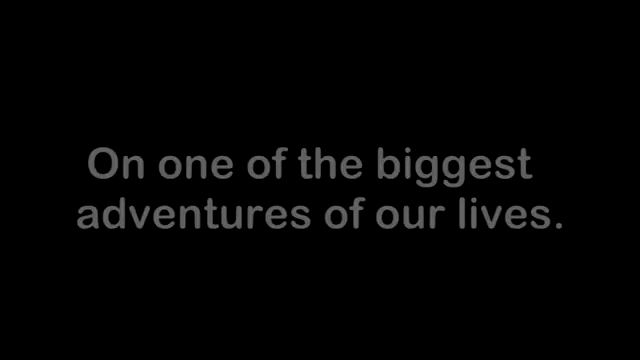 On one of the biggest
adventures of our lives.